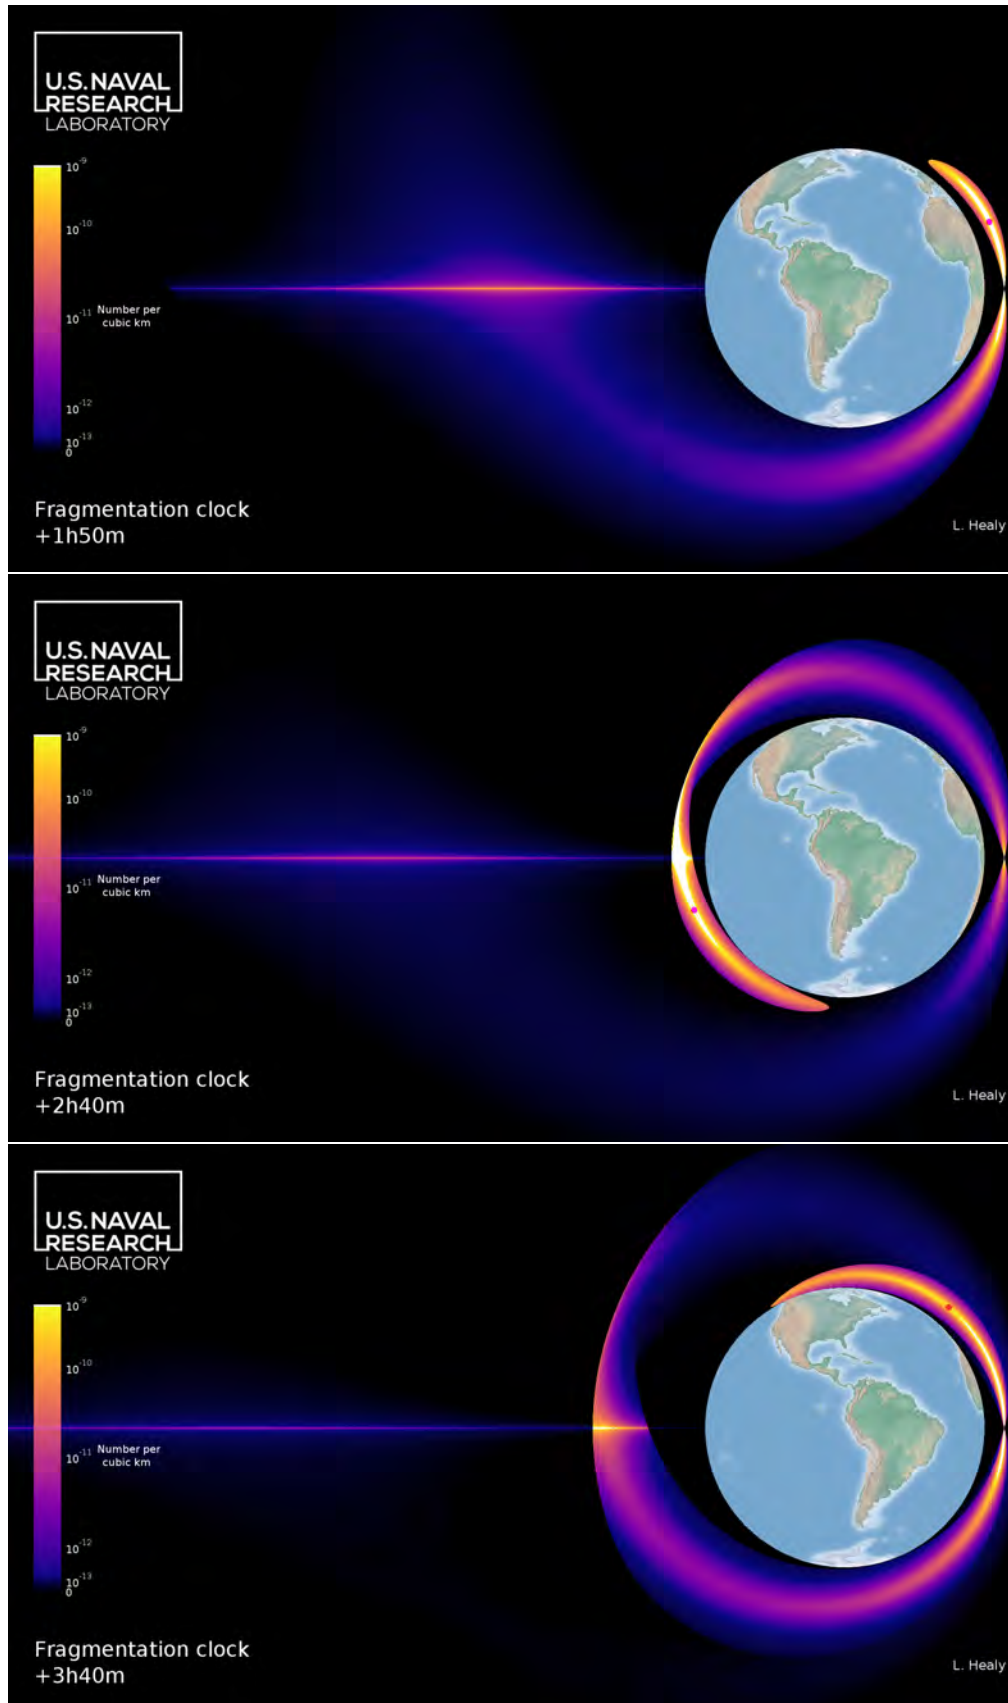 U.S. NAVAL
RESEARCH
LABORATORY
10⁻⁹
10⁻¹⁰
10⁻¹¹
Number per
cubic km
10⁻¹²
10⁻¹³
0
Fragmentation clock
+1h50m
L. Healy
U.S. NAVAL
RESEARCH
LABORATORY
10⁻⁹
10⁻¹⁰
10⁻¹¹
Number per
cubic km
10⁻¹²
10⁻¹³
0
Fragmentation clock
+2h40m
L. Healy
U.S. NAVAL
RESEARCH
LABORATORY
10⁻⁹
10⁻¹⁰
10⁻¹¹
Number per
cubic km
10⁻¹²
10⁻¹³
0
Fragmentation clock
+3h40m
L. Healy